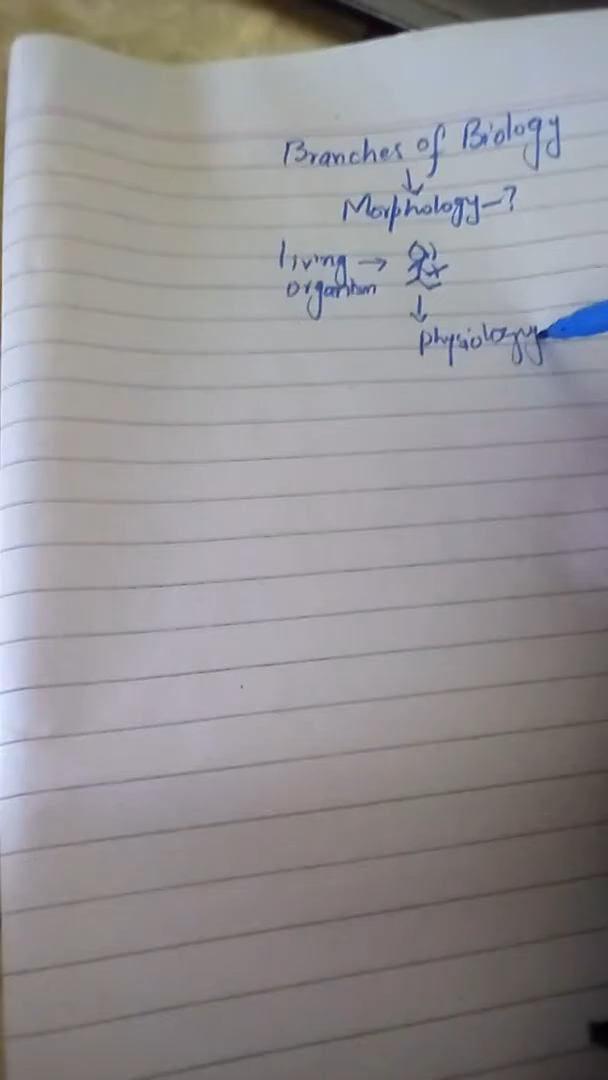 Branches of Biology
↓
Morphology-?
living →
organism
↓
physiology